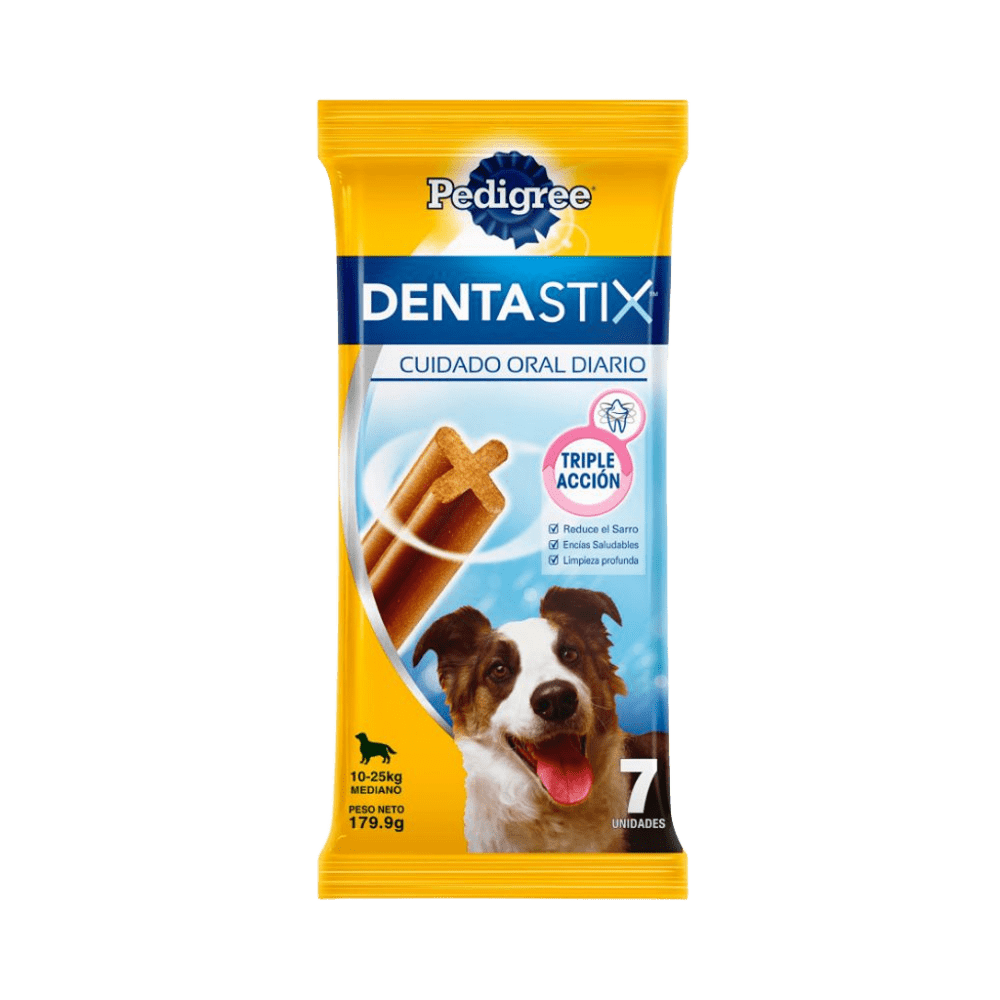 Pedigree®
DENTASTIX™
CUIDADO ORAL DIARIO
TRIPLE
ACCIÓN
Reduce el Sarro
Encías Saludables
Limpieza profunda
10-25kg
MEDIANO
PESO NETO
179.9g
7
UNIDADES